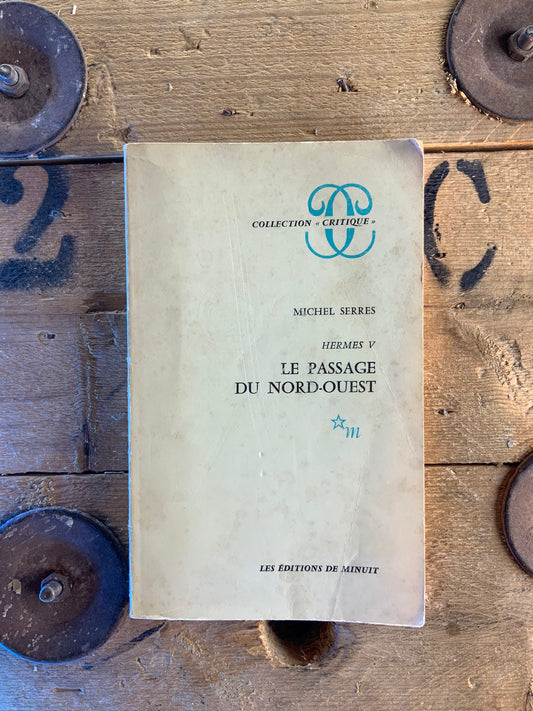 2 C
COLLECTION « CRITIQUE »
MICHEL SERRES
HERMES V
LE PASSAGE
DU NORD-OUEST
m
LES ÉDITIONS DE MINUIT